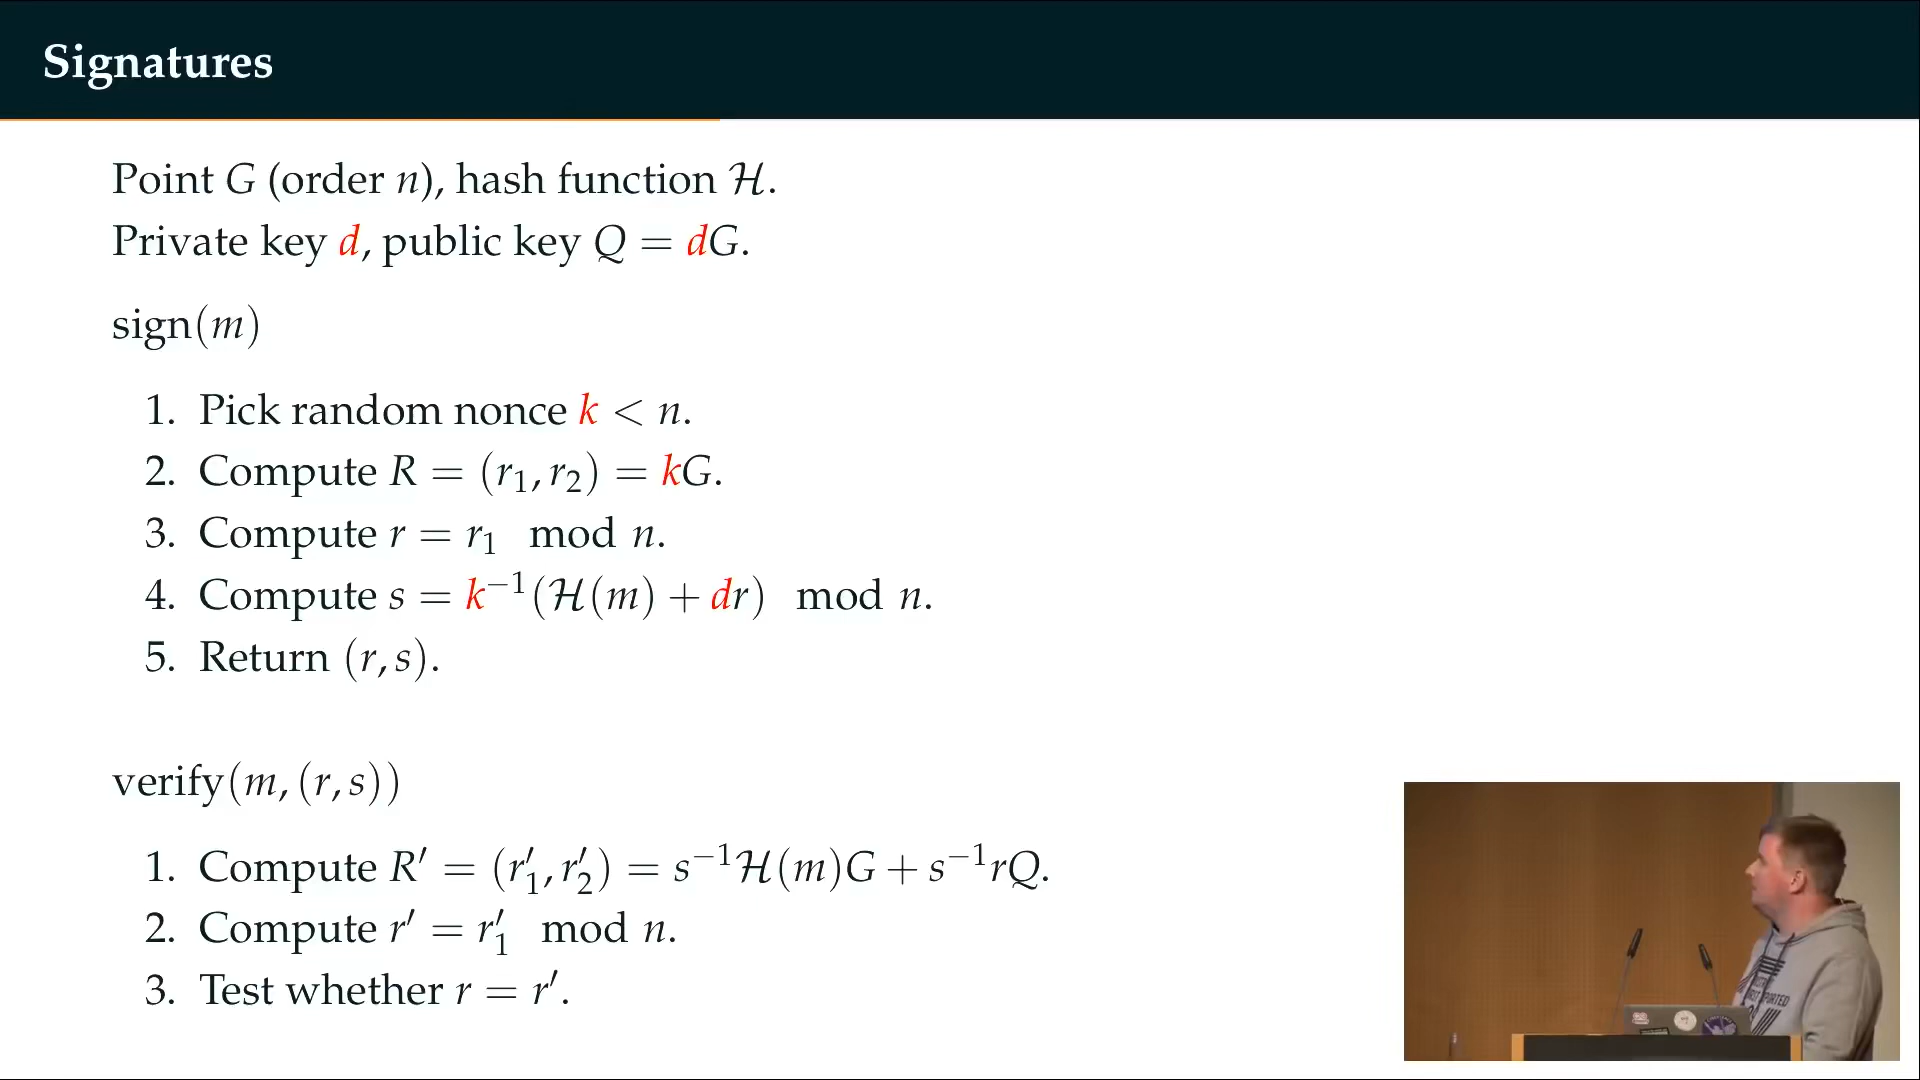 Signatures
Point G (order n), hash function ℋ.
Private key d, public key Q = dG.
sign(m)
1. Pick random nonce k < n.
2. Compute R = (r₁, r₂) = kG.
3. Compute r = r₁ mod n.
4. Compute s = k⁻¹(ℋ(m) + dr) mod n.
5. Return (r, s).
verify(m, (r, s))
1. Compute R′ = (r′₁, r′₂) = s⁻¹ℋ(m)G + s⁻¹rQ.
2. Compute r′ = r′₁ mod n.
3. Test whether r = r′.